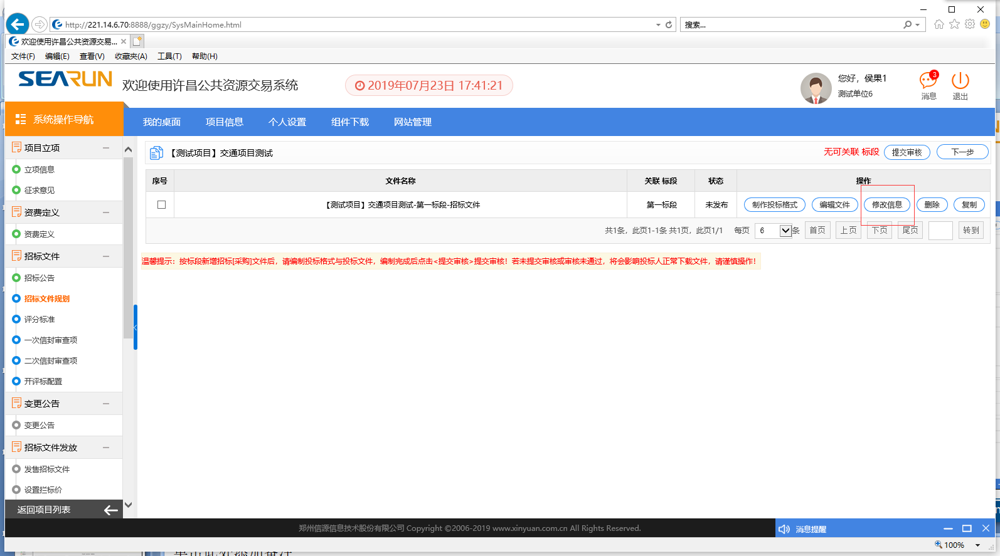 http://221.14.6.70:8888/ggzy/SysMainHome.html
搜索...
欢迎使用许昌公共资源交易...
文件(F) 编辑(E) 查看(V) 收藏夹(A) 工具(T) 帮助(H)
SEARUN 欢迎使用许昌公共资源交易系统
2019年07月23日 17:41:21
您好，侯果1
测试单位6
3
消息
退出
系统操作导航
我的桌面 项目信息 个人设置 组件下载 网站管理
项目立项
立项信息
征求意见
资费定义
资费定义
招标文件
招标公告
招标文件规划
评分标准
一次信封审查项
二次信封审查项
开评标配置
变更公告
变更公告
招标文件发放
发售招标文件
设置拦标价
返回项目列表
【测试项目】交通项目测试
无可关联 标段 提交审核 下一步
序号 文件名称 关联 标段 状态 操作
【测试项目】交通项目测试-第一标段-招标文件 第一标段 未发布 制作投标格式 编辑文件 修改信息 删除 复制
共1条，此页1-1条 共1页，此页1/1 每页 6 条 首页 上页 下页 尾页 转到
温馨提示：按标段新增招标[采购]文件后，请编制投标格式与投标文件，编制完成后点击<提交审核>提交审核！若未提交审核或审核未通过，将会影响投标人正常下载文件，请谨慎操作！
郑州信源信息技术股份有限公司 Copyright ©2006-2019 www.xinyuan.com.cn All Rights Reserved.
消息提醒
100%